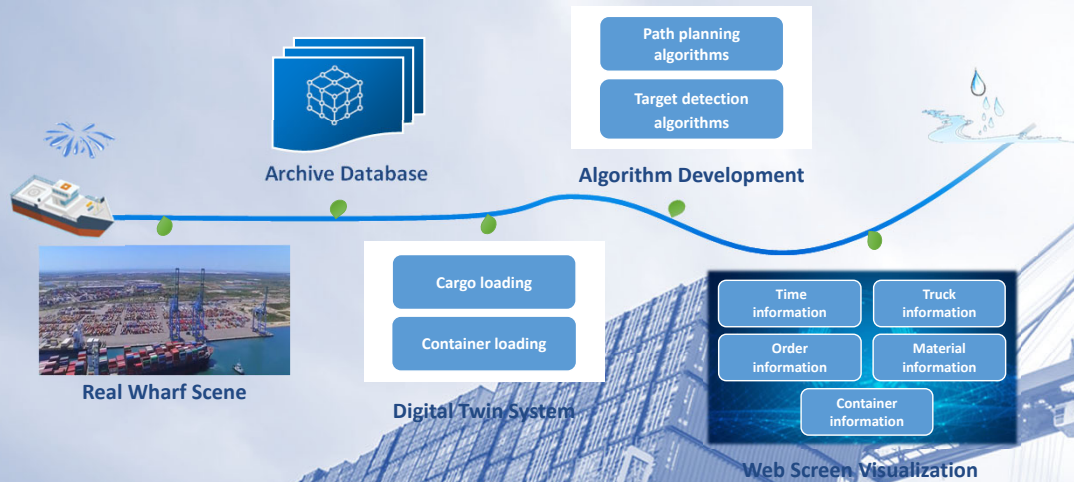 Path planning
algorithms
Target detection
algorithms
Archive Database
Algorithm Development
Cargo loading
Container loading
Real Wharf Scene
Digital Twin System
Time
information
Truck
information
Order
information
Material
information
Container
information
Web Screen Visualization